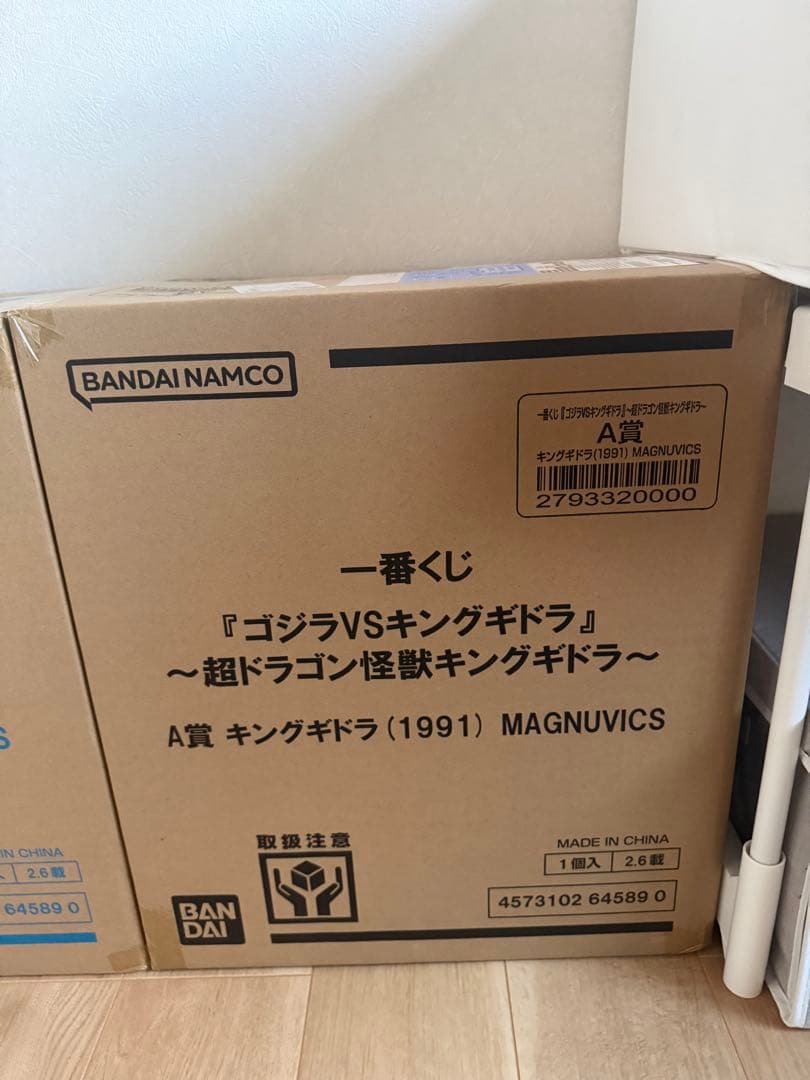 BANDAI NAMCO
一番くじ『ゴジラVSキングギドラ』～超ドラゴン怪獣キングギドラ～
A賞
キングギドラ(1991) MAGNUVICS
2793320000
一番くじ
『ゴジラVSキングギドラ』
～超ドラゴン怪獣キングギドラ～
A賞 キングギドラ(1991) MAGNUVICS
取扱注意
MADE IN CHINA
1個入 2.6載
4573102 64589 0
BAN
DAI
S
IN CHINA
2.6載
64589 0